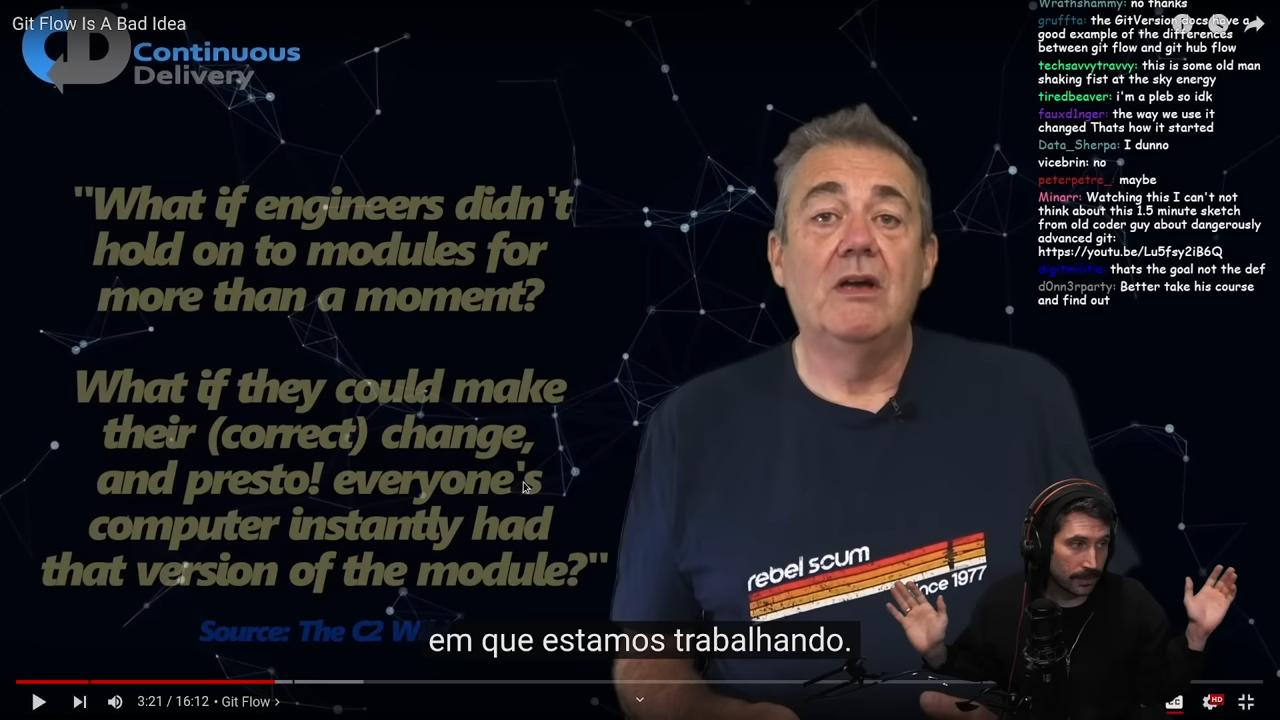 Git Flow Is A Bad Idea
Continuous
Delivery
"What if engineers didn't
hold on to modules for
more than a moment?
What if they could make
their (correct) change,
and presto! everyone's
computer instantly had
that version of the module?"
Source: The C2 W
rebel scum
since 1977
em que estamos trabalhando.
3:21 / 16:12 • Git Flow
HD
Wrathshammy: no thanks
gruffta: the GitVersion docs have a
good example of the differences
between git flow and git hub flow
techsavvytravvy: this is some old man
shaking fist at the sky energy
tiredbeaver: i'm a pleb so idk
fauxd1nger: the way we use it
changed Thats how it started
Data_Sherpa: I dunno
vicebrin: no
peterpetre_: maybe
Minarr: Watching this I can't not
think about this 1.5 minute sketch
from old coder guy about dangerously
advanced git:
https://youtu.be/Lu5fsy2iB6Q
thats the goal not the def
d0nn3rparty: Better take his course
and find out